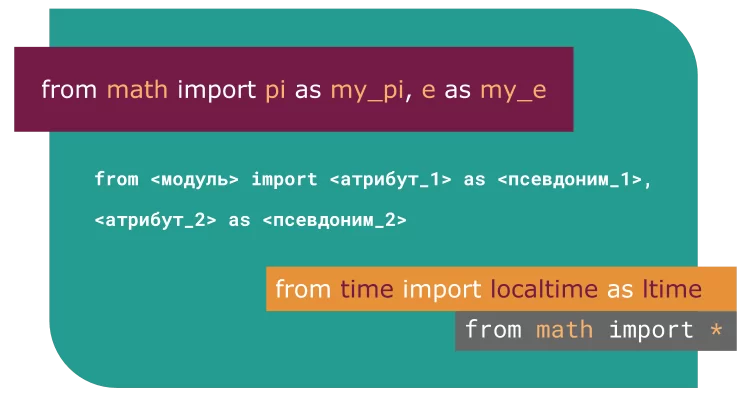 from math import pi as my_pi, e as my_e
from <модуль> import <атрибут_1> as <псевдоним_1>,
<атрибут_2> as <псевдоним_2>
from time import localtime as ltime
from math import *